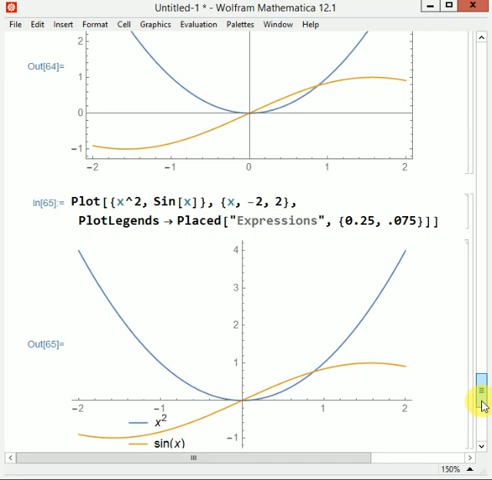 Untitled-1 * - Wolfram Mathematica 12.1
File Edit Insert Format Cell Graphics Evaluation Palettes Window Help
2
Out[64]=
1
0
-1
-2 -1 0 1 2
In[65]:= Plot[{x^2, Sin[x]}, {x, -2, 2},
PlotLegends → Placed["Expressions", {0.25, .075}]]
4
3
2
Out[65]=
1
-2 -1 1 2
x²
-1
sin(x)
150%